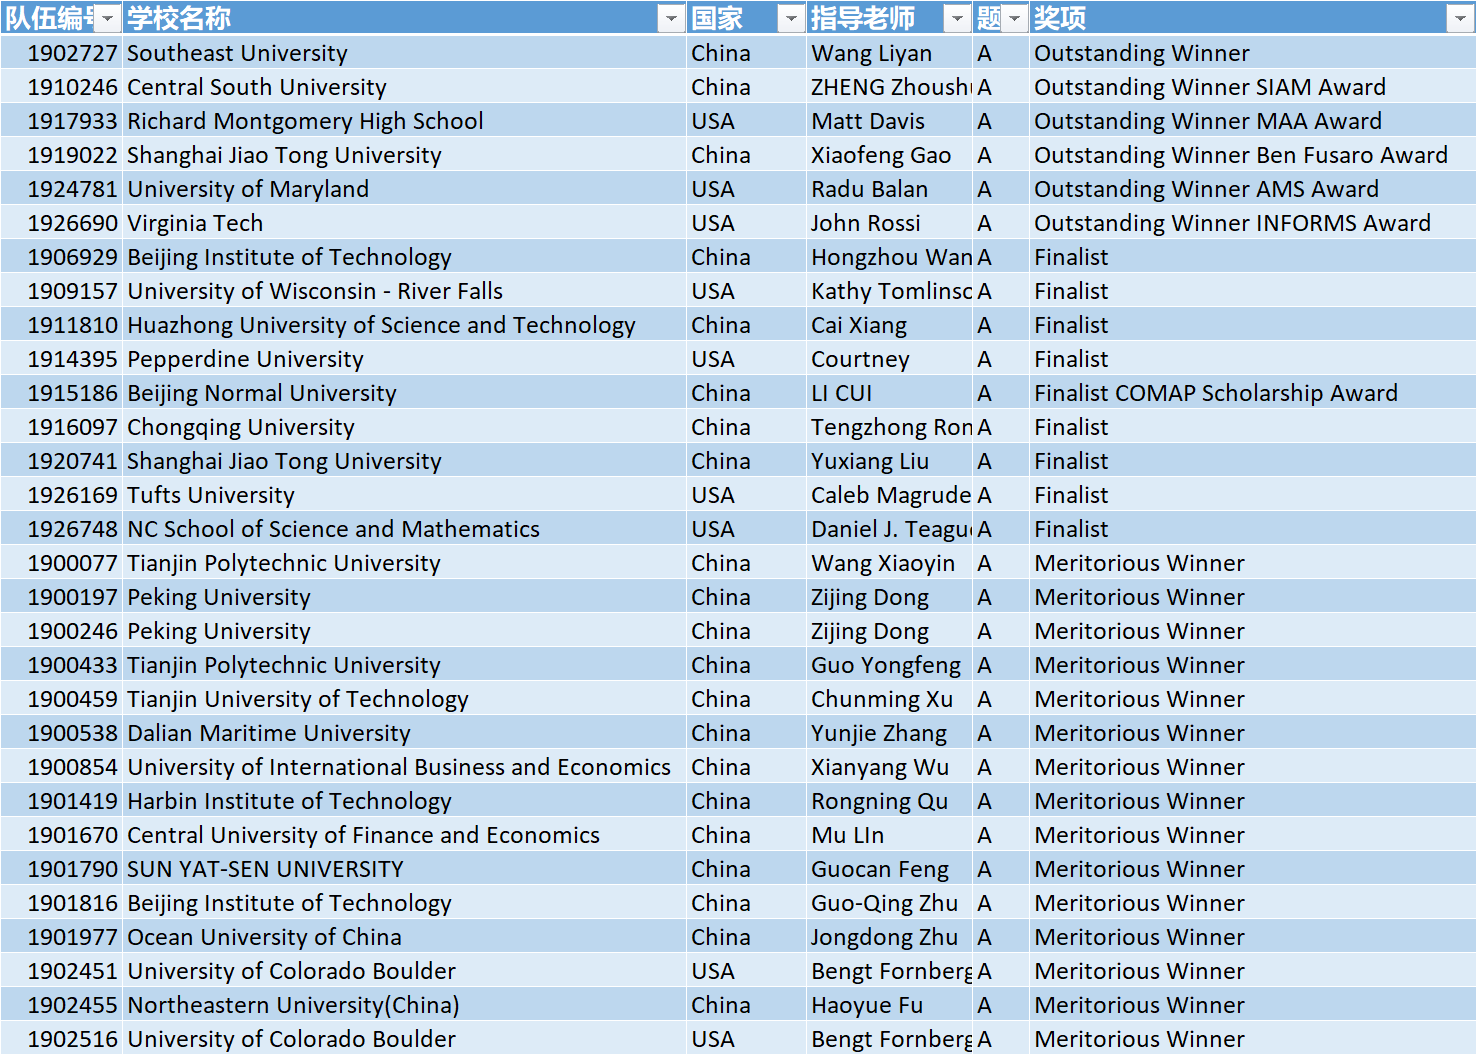 队伍编号 学校名称 国家 指导老师 题 奖项
1902727 Southeast University China Wang Liyan A Outstanding Winner
1910246 Central South University China ZHENG Zhoushu A Outstanding Winner SIAM Award
1917933 Richard Montgomery High School USA Matt Davis A Outstanding Winner MAA Award
1919022 Shanghai Jiao Tong University China Xiaofeng Gao A Outstanding Winner Ben Fusaro Award
1924781 University of Maryland USA Radu Balan A Outstanding Winner AMS Award
1926690 Virginia Tech USA John Rossi A Outstanding Winner INFORMS Award
1906929 Beijing Institute of Technology China Hongzhou Wan A Finalist
1909157 University of Wisconsin - River Falls USA Kathy Tomlinso A Finalist
1911810 Huazhong University of Science and Technology China Cai Xiang A Finalist
1914395 Pepperdine University USA Courtney A Finalist
1915186 Beijing Normal University China LI CUI A Finalist COMAP Scholarship Award
1916097 Chongqing University China Tengzhong Ron A Finalist
1920741 Shanghai Jiao Tong University China Yuxiang Liu A Finalist
1926169 Tufts University USA Caleb Magrude A Finalist
1926748 NC School of Science and Mathematics USA Daniel J. Teagu A Finalist
1900077 Tianjin Polytechnic University China Wang Xiaoyin A Meritorious Winner
1900197 Peking University China Zijing Dong A Meritorious Winner
1900246 Peking University China Zijing Dong A Meritorious Winner
1900433 Tianjin Polytechnic University China Guo Yongfeng A Meritorious Winner
1900459 Tianjin University of Technology China Chunming Xu A Meritorious Winner
1900538 Dalian Maritime University China Yunjie Zhang A Meritorious Winner
1900854 University of International Business and Economics China Xianyang Wu A Meritorious Winner
1901419 Harbin Institute of Technology China Rongning Qu A Meritorious Winner
1901670 Central University of Finance and Economics China Mu LIn A Meritorious Winner
1901790 SUN YAT-SEN UNIVERSITY China Guocan Feng A Meritorious Winner
1901816 Beijing Institute of Technology China Guo-Qing Zhu A Meritorious Winner
1901977 Ocean University of China China Jongdong Zhu A Meritorious Winner
1902451 University of Colorado Boulder USA Bengt Fornberg A Meritorious Winner
1902455 Northeastern University(China) China Haoyue Fu A Meritorious Winner
1902516 University of Colorado Boulder USA Bengt Fornberg A Meritorious Winner